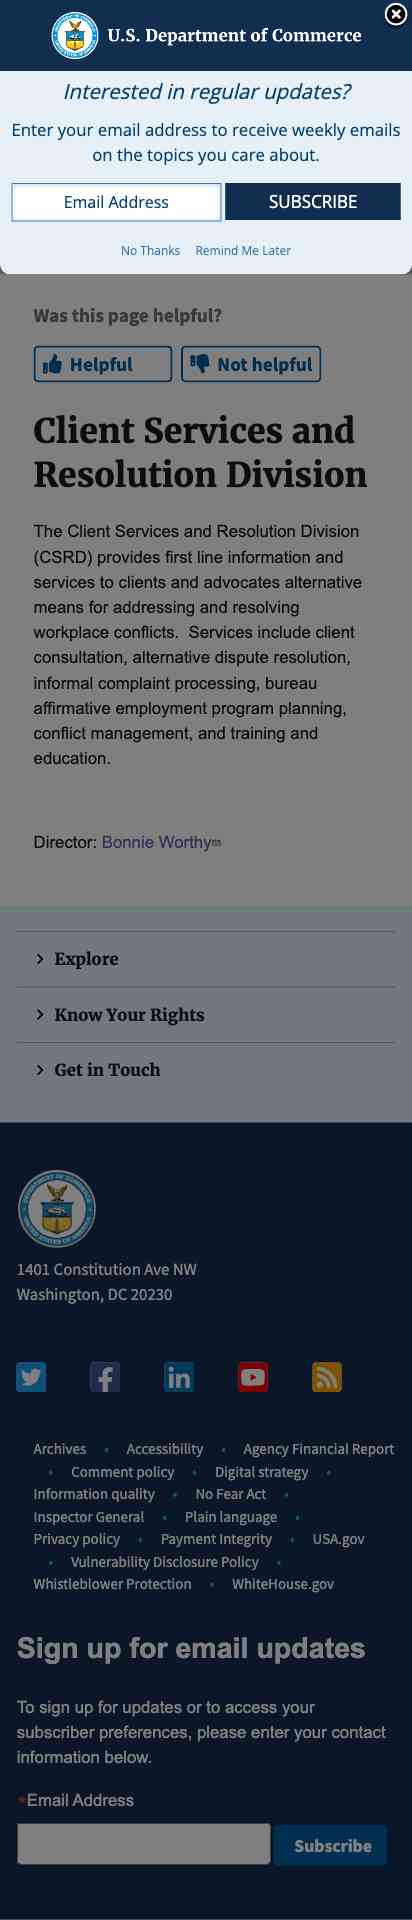 U.S. Department of Commerce
Interested in regular updates?
Enter your email address to receive weekly emails
on the topics you care about.
Email Address
SUBSCRIBE
No Thanks Remind Me Later
Was this page helpful?
Helpful Not helpful
Client Services and
Resolution Division
The Client Services and Resolution Division
(CSRD) provides first line information and
services to clients and advocates alternative
means for addressing and resolving
workplace conflicts.  Services include client
consultation, alternative dispute resolution,
informal complaint processing, bureau
affirmative employment program planning,
conflict management, and training and
education.
Director: Bonnie Worthy
Explore
Know Your Rights
Get in Touch
1401 Constitution Ave NW
Washington, DC 20230
Archives • Accessibility • Agency Financial Report
• Comment policy • Digital strategy •
Information quality • No Fear Act •
Inspector General • Plain language •
Privacy policy • Payment Integrity • USA.gov
• Vulnerability Disclosure Policy •
Whistleblower Protection • WhiteHouse.gov
Sign up for email updates
To sign up for updates or to access your
subscriber preferences, please enter your contact
information below.
*Email Address
Subscribe